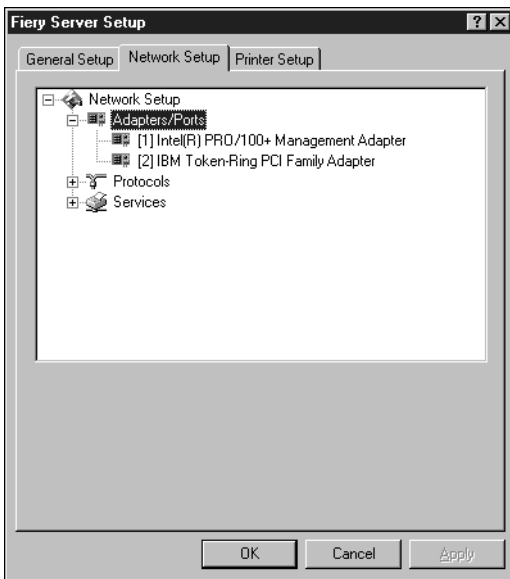 Fiery Server Setup
General Setup Network Setup Printer Setup
Network Setup
Adapters/Ports
[1] Intel(R) PRO/100+ Management Adapter
[2] IBM Token-Ring PCI Family Adapter
Protocols
Services
OK Cancel Apply